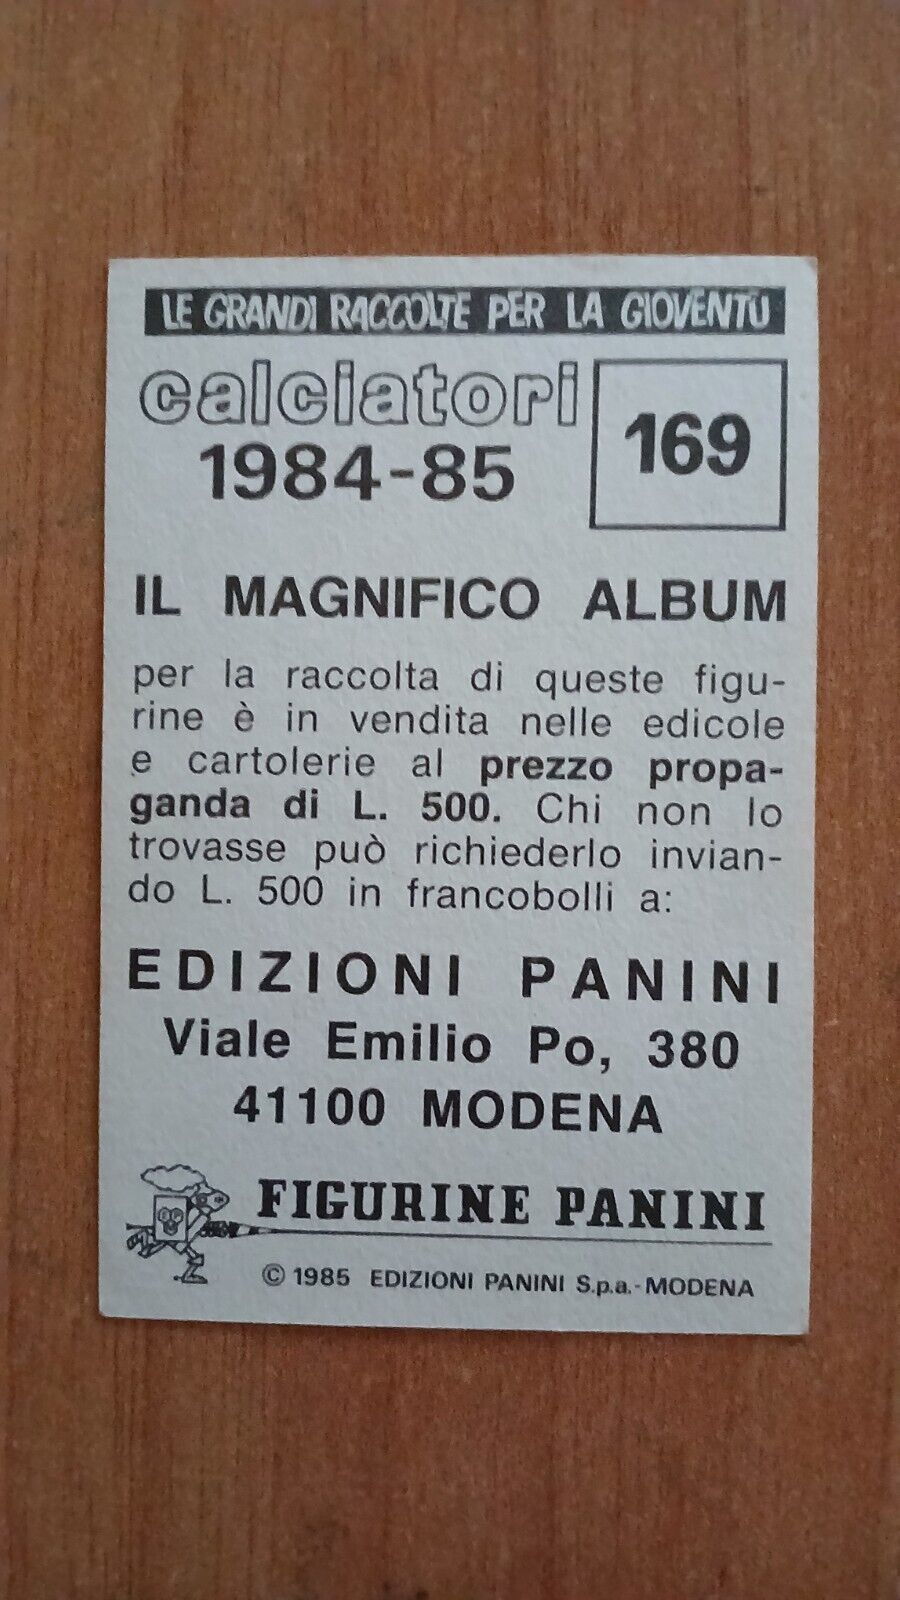 LE GRANDI RACCOLTE PER LA GIOVENTÙ
calciatori
1984-85
169
IL MAGNIFICO ALBUM
per la raccolta di queste figu-
rine è in vendita nelle edicole
e cartolerie al prezzo propa-
ganda di L. 500. Chi non lo
trovasse può richiederlo invian-
do L. 500 in francobolli a:
EDIZIONI PANINI
Viale Emilio Po, 380
41100 MODENA
FIGURINE PANINI
© 1985 EDIZIONI PANINI S.p.a.-MODENA